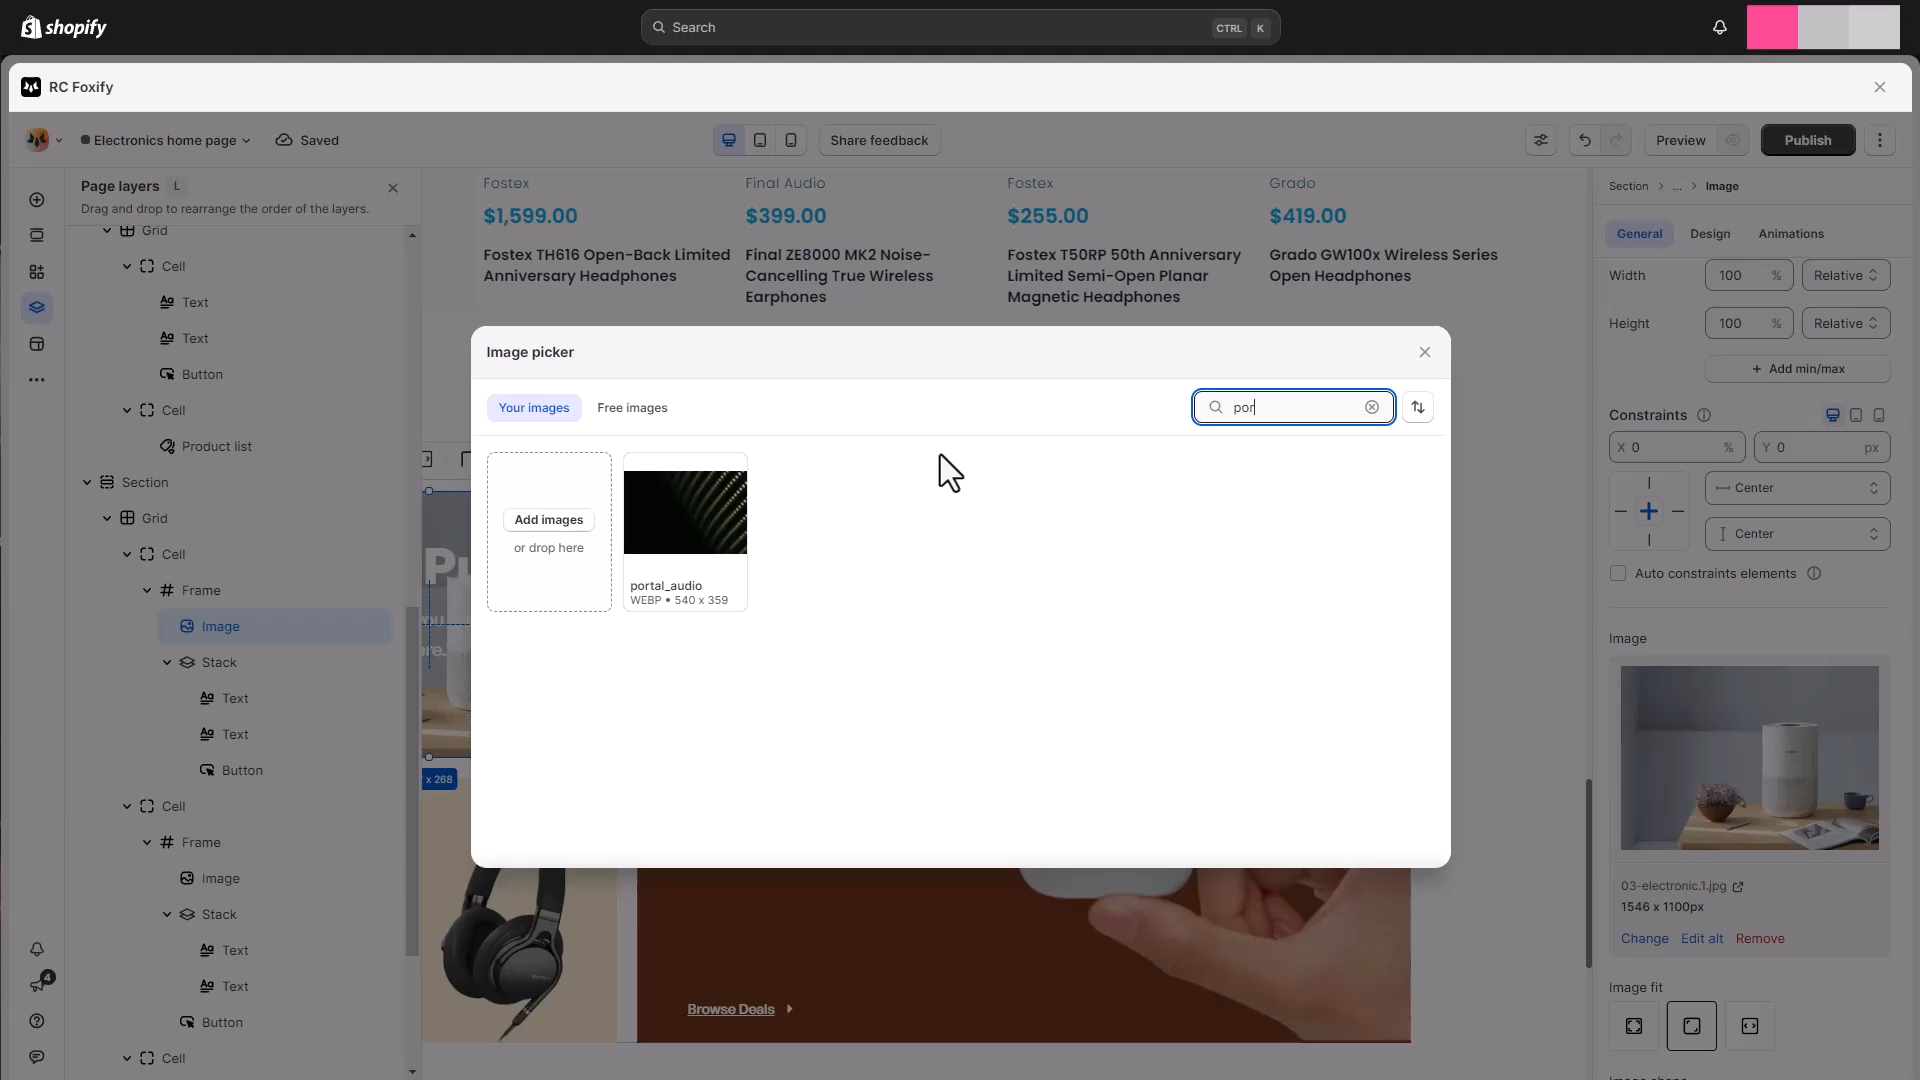 shopify
Search
CTRL K
RC Foxify
Electronics home page
Saved
Share feedback
Preview
Publish
Page layers L
Drag and drop to rearrange the order of the layers.
Grid
Cell
Text
Text
Button
Cell
Product list
Section
Grid
Cell
Frame
Image
Stack
Text
Text
Button
Cell
Frame
Image
Stack
Text
Text
Button
Cell
4
Fostex
$1,599.00
Fostex TH616 Open-Back Limited
Anniversary Headphones
Final Audio
$399.00
Final ZE8000 MK2 Noise-
Cancelling True Wireless
Earphones
Fostex
$255.00
Fostex T50RP 50th Anniversary
Limited Semi-Open Planar
Magnetic Headphones
Grado
$419.00
Grado GW100x Wireless Series
Open Headphones
Image picker
Your images
Free images
por
Add images
or drop here
portal_audio
WEBP • 540 x 359
x 268
Browse Deals
Section > ... > Image
General
Design
Animations
Width
100 %
Relative
Height
100 %
Relative
+ Add min/max
Constraints
X 0 %
Y 0 px
Center
Center
Auto constraints elements
Image
03-electronic.1.jpg
1546 x 1100px
Change
Edit alt
Remove
Image fit